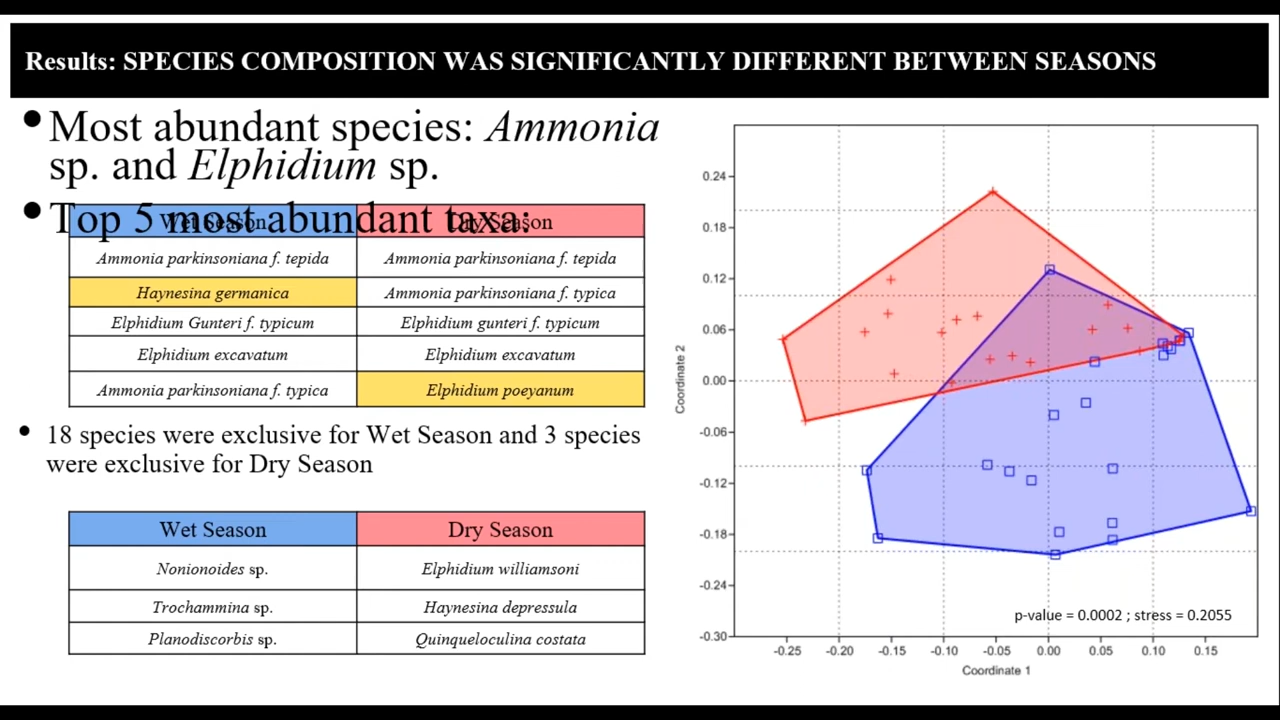 Results: SPECIES COMPOSITION WAS SIGNIFICANTLY DIFFERENT BETWEEN SEASONS
•Most abundant species: Ammonia
sp. and Elphidium sp.
•Top 5 most abundant taxa:
Wet Season Dry Season
Ammonia parkinsoniana f. tepida Ammonia parkinsoniana f. tepida
Haynesina germanica Ammonia parkinsoniana f. typica
Elphidium Gunteri f. typicum Elphidium gunteri f. typicum
Elphidium excavatum Elphidium excavatum
Ammonia parkinsoniana f. typica Elphidium poeyanum
• 18 species were exclusive for Wet Season and 3 species
were exclusive for Dry Season
Wet Season Dry Season
Nonionoides sp. Elphidium williamsoni
Trochammina sp. Haynesina depressula
Planodiscorbis sp. Quinqueloculina costata
0.24
0.18
0.12
0.06
0.00
-0.06
-0.12
-0.18
-0.24
-0.30
Coordinate 2
p-value = 0.0002 ; stress = 0.2055
-0.25 -0.20 -0.15 -0.10 -0.05 0.00 0.05 0.10 0.15
Coordinate 1